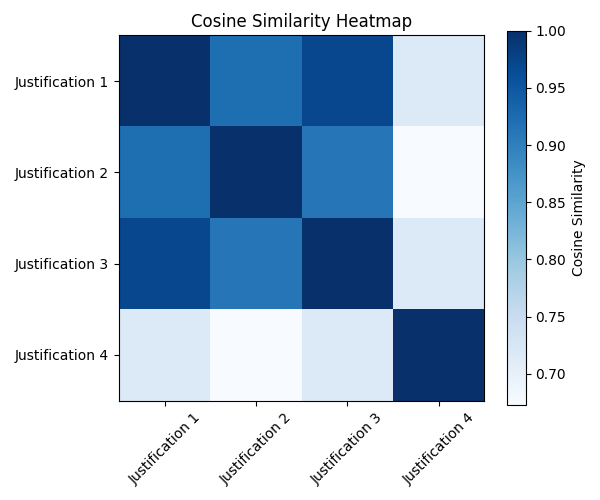 Cosine Similarity Heatmap
Justification 1
Justification 2
Justification 3
Justification 4
Justification 1
Justification 2
Justification 3
Justification 4
1.00
0.95
0.90
0.85
0.80
0.75
0.70
Cosine Similarity